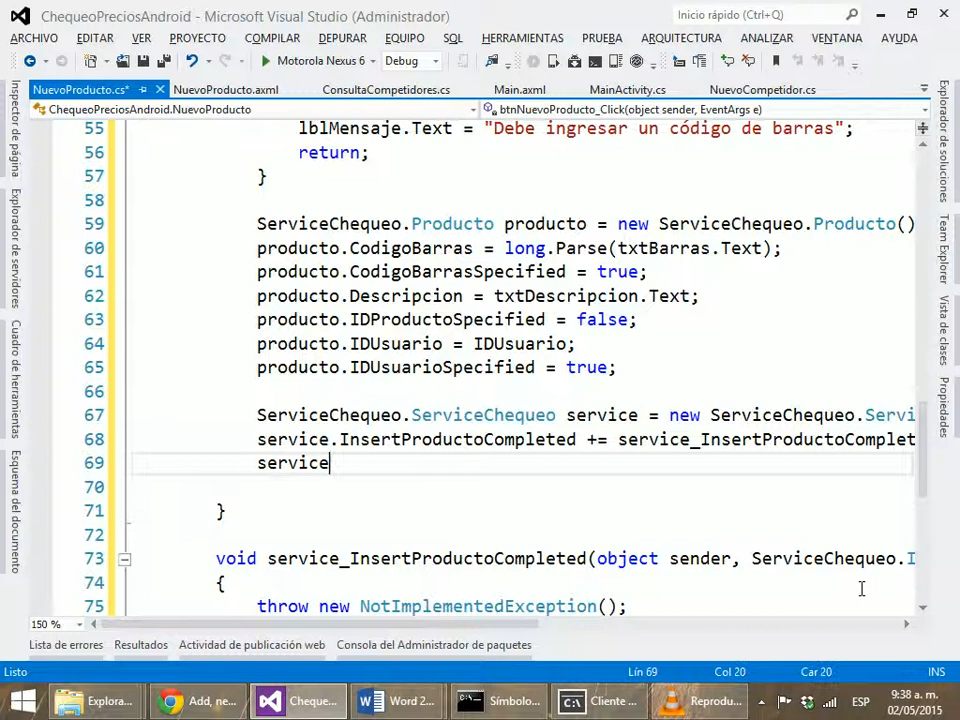 ChequeoPreciosAndroid - Microsoft Visual Studio (Administrador)
Inicio rápido (Ctrl+Q)
ARCHIVO EDITAR VER PROYECTO COMPILAR DEPURAR EQUIPO SQL HERRAMIENTAS PRUEBA ARQUITECTURA ANALIZAR VENTANA AYUDA
Motorola Nexus 6 Debug
NuevoProducto.cs* NuevoProducto.axml ConsultaCompetidores.cs Main.axml MainActivity.cs NuevoCompetidor.cs
ChequeoPreciosAndroid.NuevoProducto btnNuevoProducto_Click(object sender, EventArgs e)
55 lblMensaje.Text = "Debe ingresar un código de barras";
56 return;
57 }
58
59 ServiceChequeo.Producto producto = new ServiceChequeo.Producto()
60 producto.CodigoBarras = long.Parse(txtBarras.Text);
61 producto.CodigoBarrasSpecified = true;
62 producto.Descripcion = txtDescripcion.Text;
63 producto.IDProductoSpecified = false;
64 producto.IDUsuario = IDUsuario;
65 producto.IDUsuarioSpecified = true;
66
67 ServiceChequeo.ServiceChequeo service = new ServiceChequeo.Servi
68 service.InsertProductoCompleted += service_InsertProductoComplet
69 service
70
71 }
72
73 void service_InsertProductoCompleted(object sender, ServiceChequeo.I
74 {
75 throw new NotImplementedException();
Inspector de página
Explorador de servidores
Cuadro de herramientas
Esquema del documento
Explorador de soluciones
Team Explorer
Vista de clases
Propiedades
150 %
Lista de errores Resultados Actividad de publicación web Consola del Administrador de paquetes
Listo Lín 69 Col 20 Car 20 INS
Explora... Add, ne... Cheque... Word 2... Símbolo... Cliente ... Reprodu... ESP
9:38 a. m.
02/05/2015